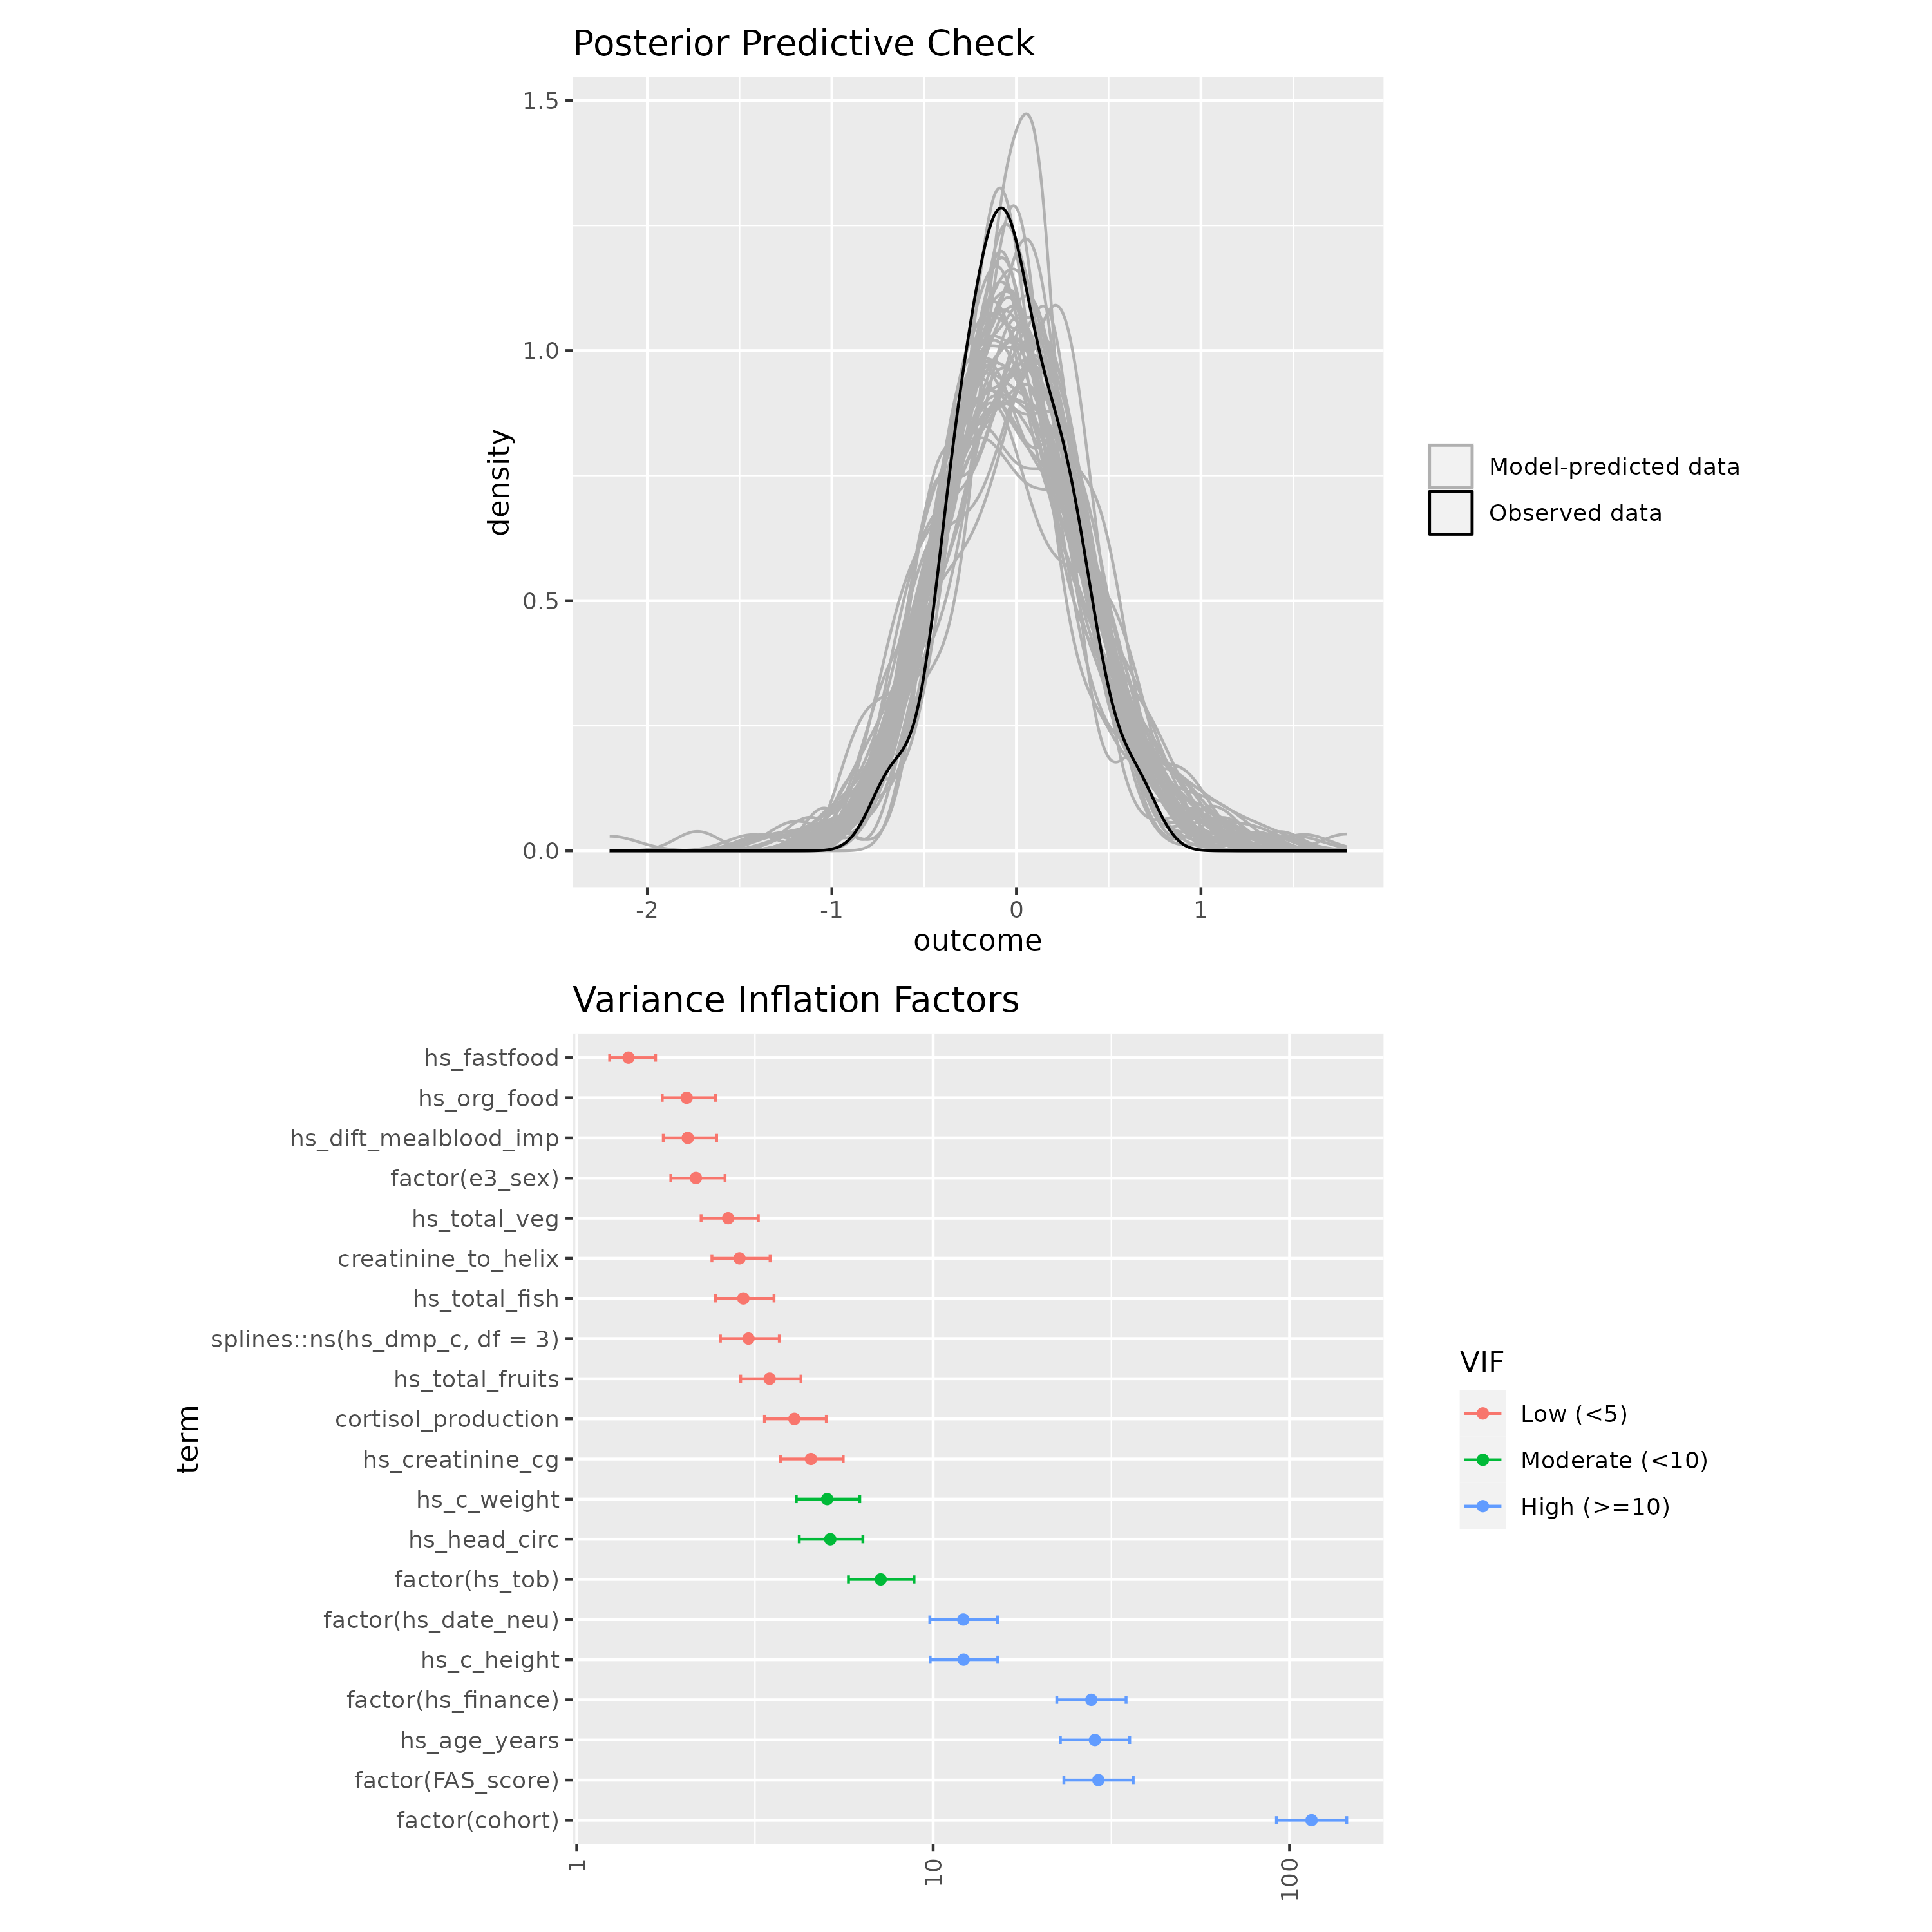 Posterior Predictive Check
1.5
1.0
0.5
0.0
density
-2
-1
0
1
outcome
Model-predicted data
Observed data
Variance Inflation Factors
hs_fastfood
hs_org_food
hs_dift_mealblood_imp
factor(e3_sex)
hs_total_veg
creatinine_to_helix
hs_total_fish
splines::ns(hs_dmp_c, df = 3)
hs_total_fruits
cortisol_production
hs_creatinine_cg
hs_c_weight
hs_head_circ
factor(hs_tob)
factor(hs_date_neu)
hs_c_height
factor(hs_finance)
hs_age_years
factor(FAS_score)
factor(cohort)
term
1
10
100
VIF
Low (<5)
Moderate (<10)
High (>=10)